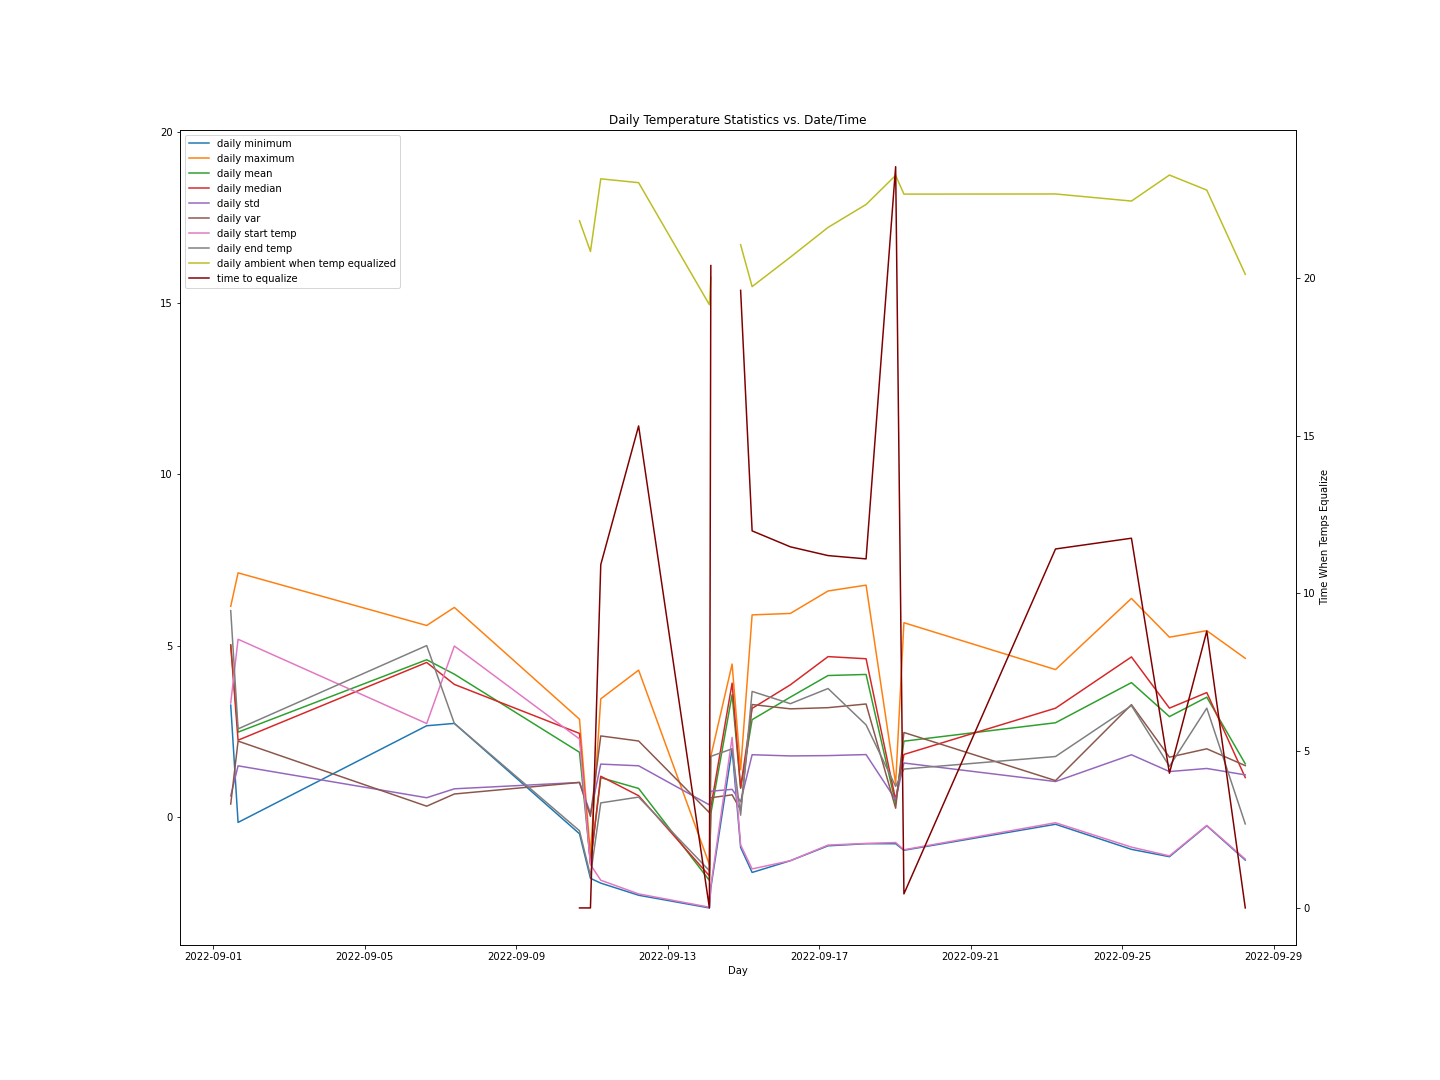 Daily Temperature Statistics vs. Date/Time
20
15
10
5
0
daily minimum
daily maximum
daily mean
daily median
daily std
daily var
daily start temp
daily end temp
daily ambient when temp equalized
time to equalize
20
15
10
5
0
Time When Temps Equalize
2022-09-01 2022-09-05 2022-09-09 2022-09-13 2022-09-17 2022-09-21 2022-09-25 2022-09-29
Day